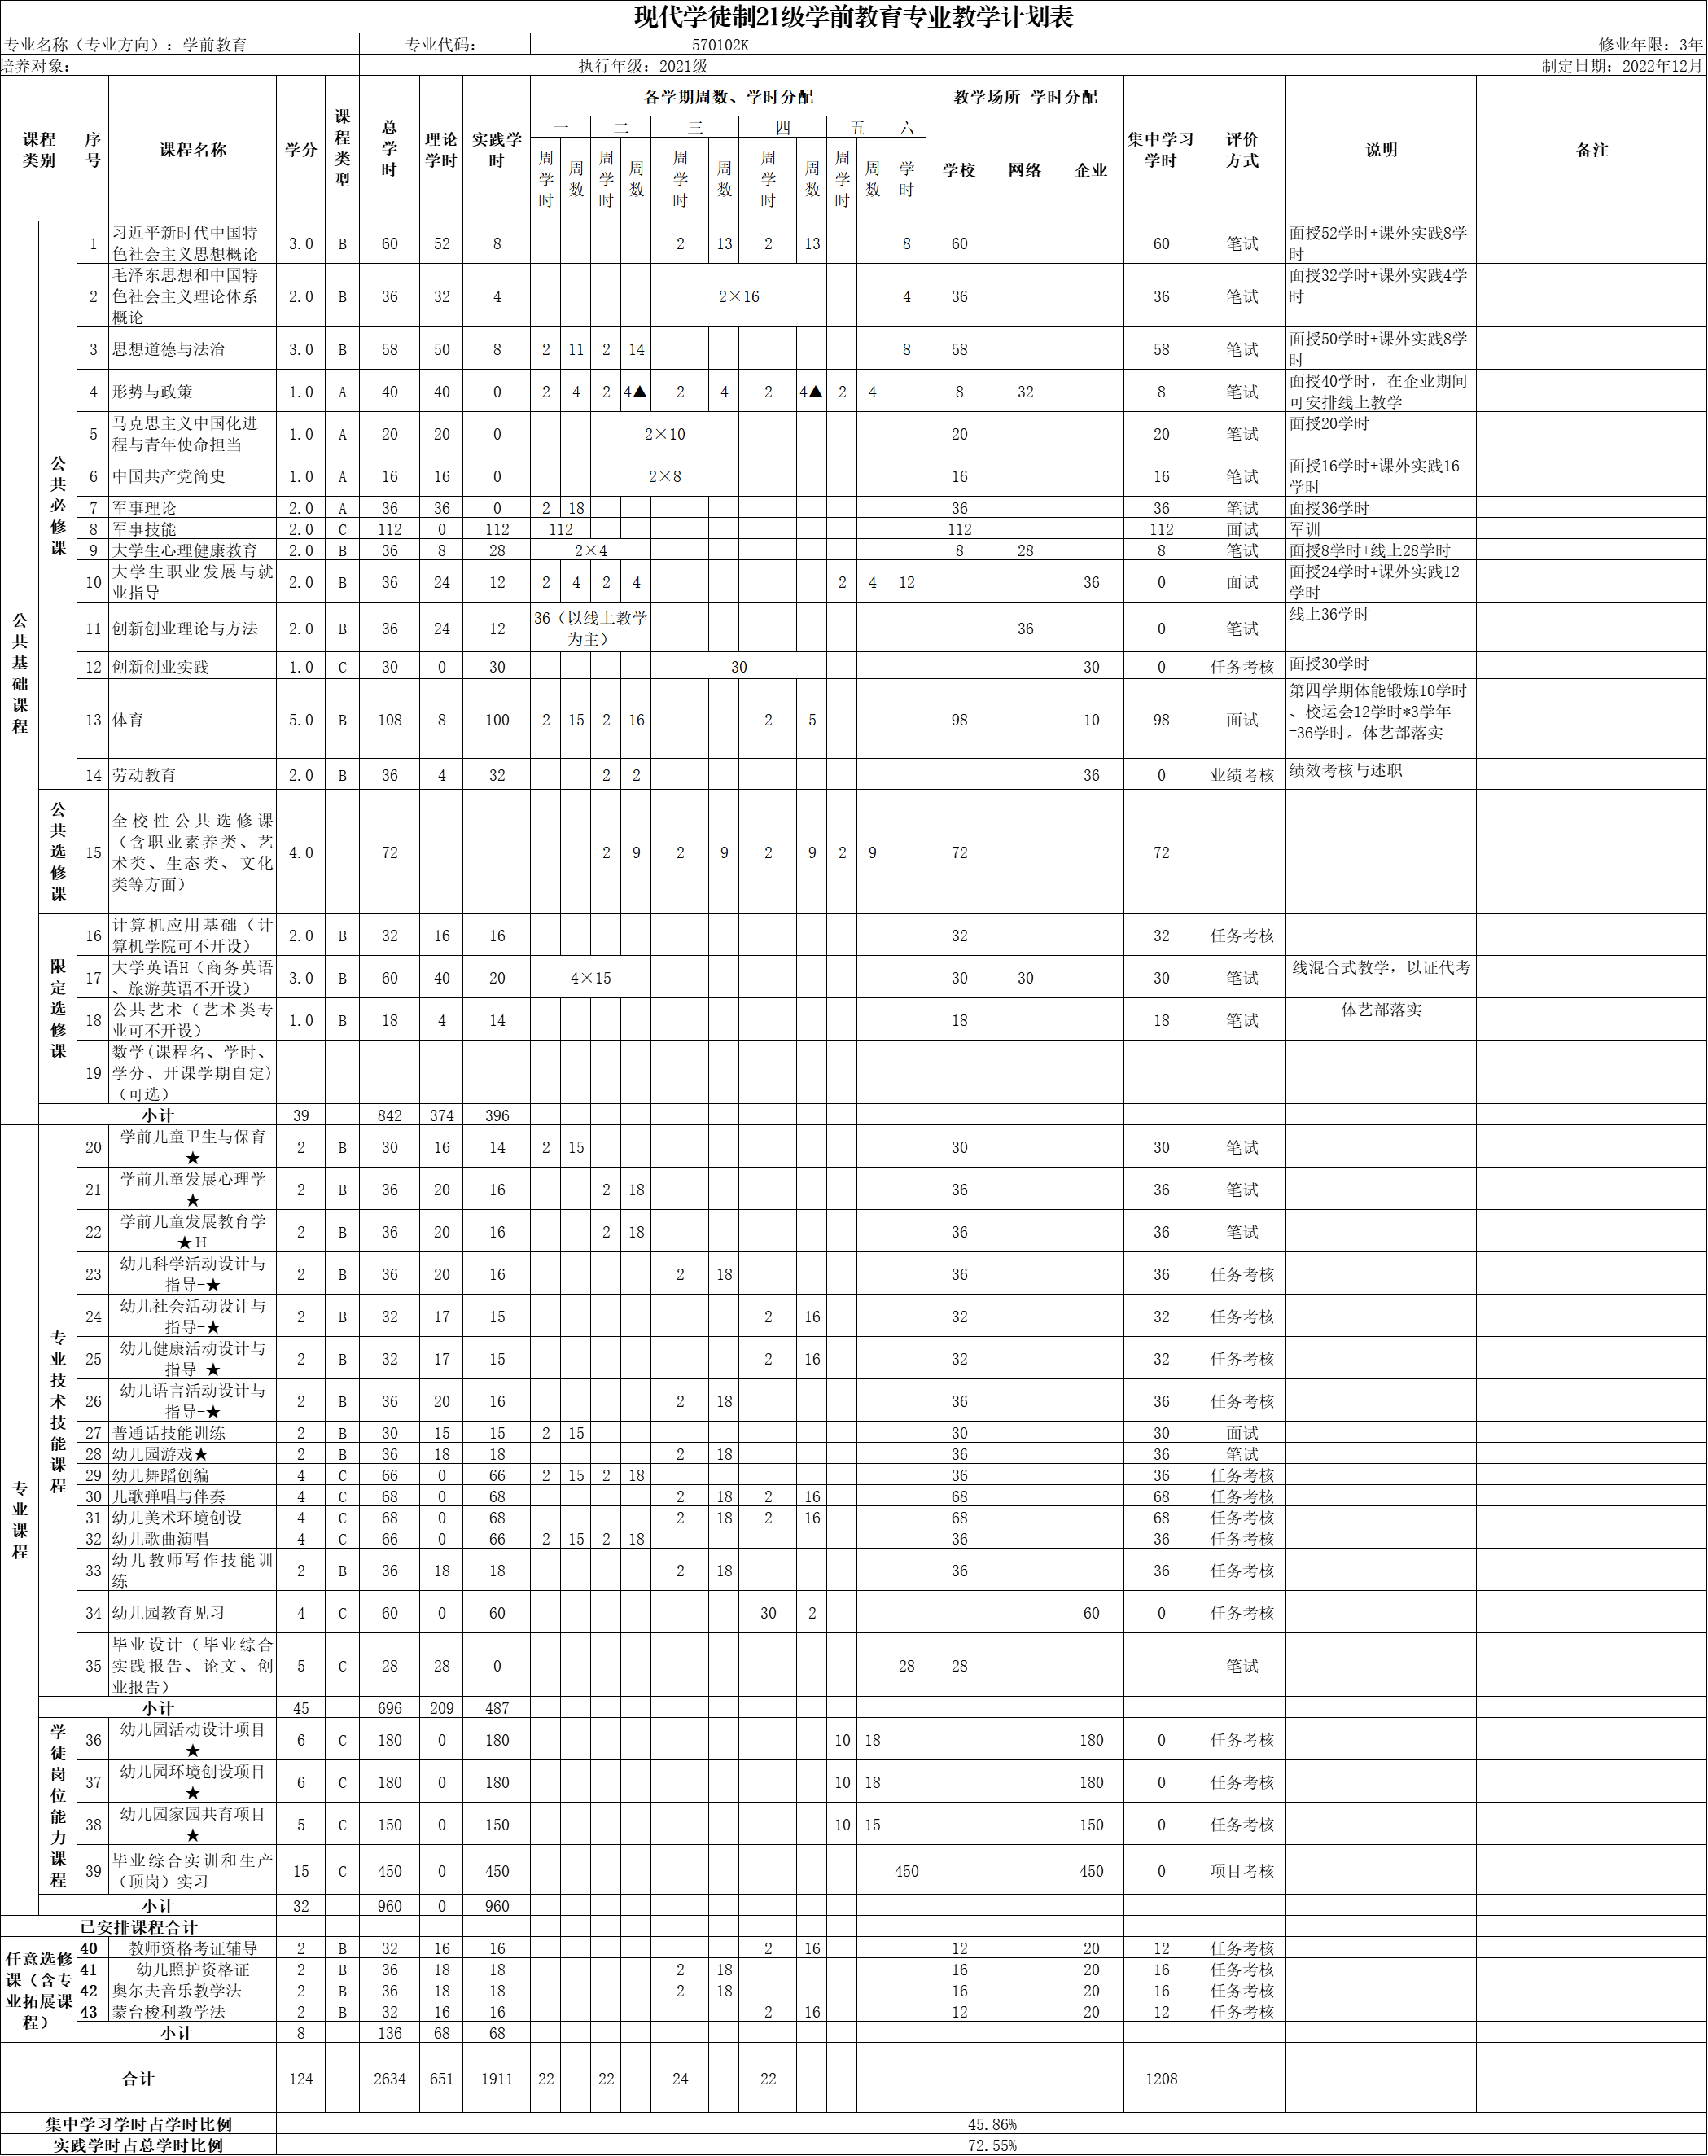 现代学徒制21级学前教育专业教学计划表
专业名称（专业方向）：学前教育 专业代码： 570102K 修业年限：3年
培养对象： 执行年级：2021级 制定日期：2022年12月
课程类别 序号 课程名称 学分 课程类型 总学时 理论学时 实践学时 各学期周数、学时分配 教学场所 学时分配 集中学习学时 评价方式 说明 备注
一 二 三 四 五 六 学校 网络 企业
周学时 周数 周学时 周数 周学时 周数 周学时 周数 周学时 周数 学时
公共基础课程
公共必修课
1 习近平新时代中国特色社会主义思想概论 3.0 B 60 52 8 2 13 2 13 8 60 60 笔试 面授52学时+课外实践8学时
2 毛泽东思想和中国特色社会主义理论体系概论 2.0 B 36 32 4 2×16 4 36 36 笔试 面授32学时+课外实践4学时
3 思想道德与法治 3.0 B 58 50 8 2 11 2 14 8 58 58 笔试 面授50学时+课外实践8学时
4 形势与政策 1.0 A 40 40 0 2 4 2 4▲ 2 4 2 4▲ 2 4 8 32 8 笔试 面授40学时，在企业期间可安排线上教学
5 马克思主义中国化进程与青年使命担当 1.0 A 20 20 0 2×10 20 20 笔试 面授20学时
6 中国共产党简史 1.0 A 16 16 0 2×8 16 16 笔试 面授16学时+课外实践16学时
7 军事理论 2.0 A 36 36 0 2 18 36 36 笔试 面授36学时
8 军事技能 2.0 C 112 0 112 112 112 112 面试 军训
9 大学生心理健康教育 2.0 B 36 8 28 2×4 8 28 8 笔试 面授8学时+线上28学时
10 大学生职业发展与就业指导 2.0 B 36 24 12 2 4 2 4 2 4 12 36 0 面试 面授24学时+课外实践12学时
11 创新创业理论与方法 2.0 B 36 24 12 36（以线上教学为主） 36 0 笔试 线上36学时
12 创新创业实践 1.0 C 30 0 30 30 30 0 任务考核 面授30学时
13 体育 5.0 B 108 8 100 2 15 2 16 2 5 98 10 98 面试 第四学期体能锻炼10学时、校运会12学时*3学年=36学时。体艺部落实
14 劳动教育 2.0 B 36 4 32 2 2 36 0 业绩考核 绩效考核与述职
公共选修课
15 全校性公共选修课（含职业素养类、艺术类、生态类、文化类等方面） 4.0 72 — — 2 9 2 9 2 9 2 9 72 72
限定选修课
16 计算机应用基础（计算机学院可不开设） 2.0 B 32 16 16 32 32 任务考核
17 大学英语H（商务英语、旅游英语不开设） 3.0 B 60 40 20 4×15 30 30 30 笔试 线混合式教学，以证代考
18 公共艺术（艺术类专业可不开设） 1.0 B 18 4 14 18 18 笔试 体艺部落实
19 数学(课程名、学时、学分、开课学期自定)（可选）
小计 39 — 842 374 396 —
专业课程
专业技术技能课程
20 学前儿童卫生与保育★ 2 B 30 16 14 2 15 30 30 笔试
21 学前儿童发展心理学★ 2 B 36 20 16 2 18 36 36 笔试
22 学前儿童发展教育学★H 2 B 36 20 16 2 18 36 36 笔试
23 幼儿科学活动设计与指导-★ 2 B 36 20 16 2 18 36 36 任务考核
24 幼儿社会活动设计与指导-★ 2 B 32 17 15 2 16 32 32 任务考核
25 幼儿健康活动设计与指导-★ 2 B 32 17 15 2 16 32 32 任务考核
26 幼儿语言活动设计与指导-★ 2 B 36 20 16 2 18 36 36 任务考核
27 普通话技能训练 2 B 30 15 15 2 15 30 30 面试
28 幼儿园游戏★ 2 B 36 18 18 2 18 36 36 笔试
29 幼儿舞蹈创编 4 C 66 0 66 2 15 2 18 36 36 任务考核
30 儿歌弹唱与伴奏 4 C 68 0 68 2 18 2 16 68 68 任务考核
31 幼儿美术环境创设 4 C 68 0 68 2 18 2 16 68 68 任务考核
32 幼儿歌曲演唱 4 C 66 0 66 2 15 2 18 36 36 任务考核
33 幼儿教师写作技能训练 2 B 36 18 18 2 18 36 36 任务考核
34 幼儿园教育见习 4 C 60 0 60 30 2 60 0 任务考核
35 毕业设计（毕业综合实践报告、论文、创业报告） 5 C 28 28 0 28 28 笔试
小计 45 696 209 487
学徒岗位能力课程
36 幼儿园活动设计项目★ 6 C 180 0 180 10 18 180 0 任务考核
37 幼儿园环境创设项目★ 6 C 180 0 180 10 18 180 0 任务考核
38 幼儿园家园共育项目★ 5 C 150 0 150 10 15 150 0 任务考核
39 毕业综合实训和生产（顶岗）实习 15 C 450 0 450 450 450 0 项目考核
小计 32 960 0 960
已安排课程合计
任意选修课（含专业拓展课程）
40 教师资格考证辅导 2 B 32 16 16 2 16 12 20 12 任务考核
41 幼儿照护资格证 2 B 36 18 18 2 18 16 20 16 任务考核
42 奥尔夫音乐教学法 2 B 36 18 18 2 18 16 20 16 任务考核
43 蒙台梭利教学法 2 B 32 16 16 2 16 12 20 12 任务考核
小计 8 136 68 68
合计 124 2634 651 1911 22 22 24 22 1208
集中学习学时占学时比例 45.86%
实践学时占总学时比例 72.55%